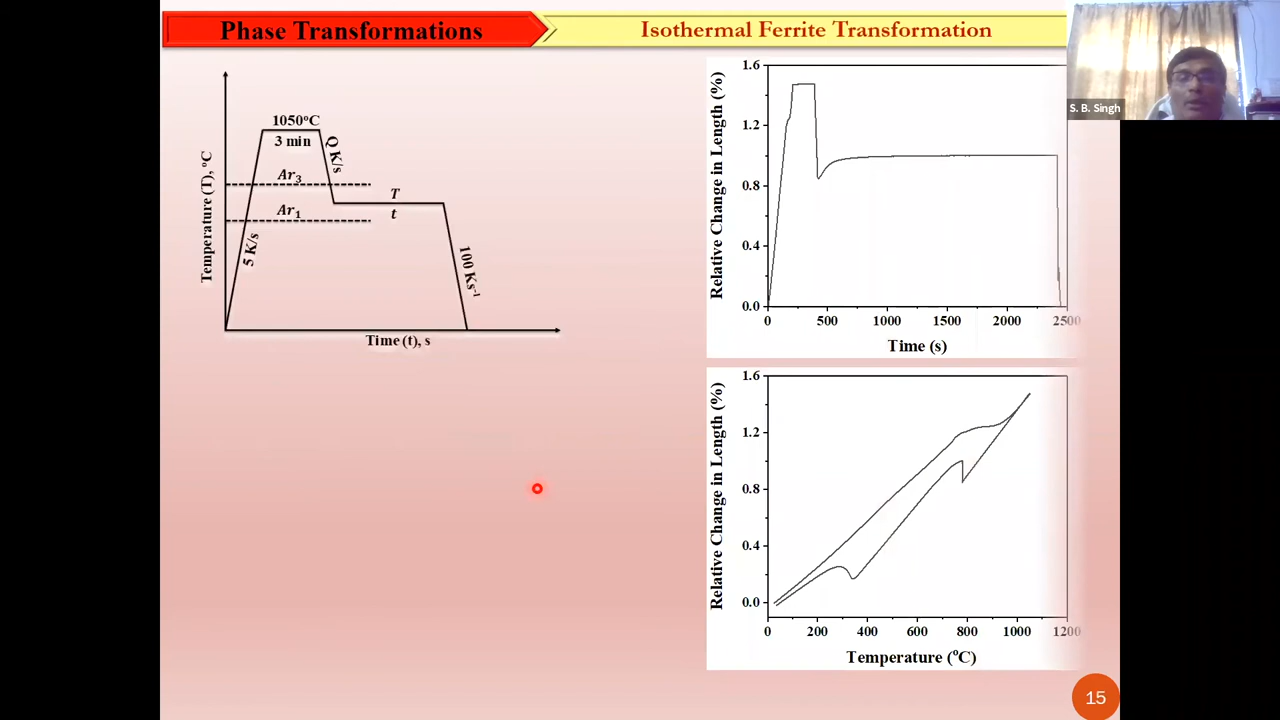 Phase Transformations
Isothermal Ferrite Transformation
S. B. Singh
Temperature (T), °C
1050°C
3 min
Q K/s
Ar3
T
Ar1
t
5 K/s
100 Ks-1
Time (t), s
Relative Change in Length (%)
1.6
1.2
0.8
0.4
0.0
0 500 1000 1500 2000 2500
Time (s)
Relative Change in Length (%)
1.6
1.2
0.8
0.4
0.0
0 200 400 600 800 1000 1200
Temperature (°C)
15